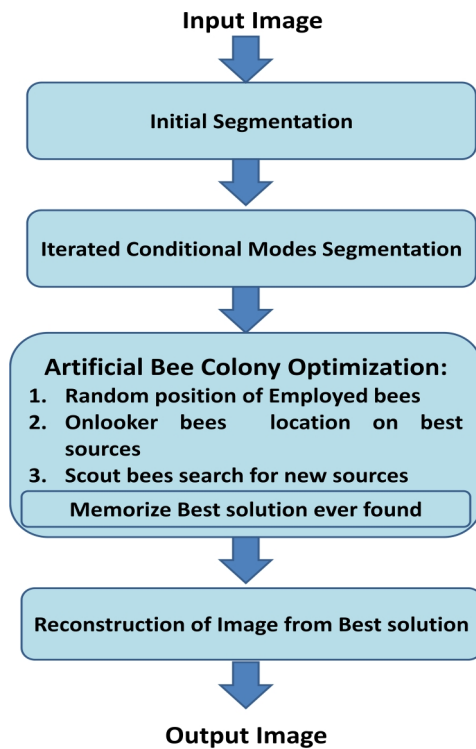 Input Image
Initial Segmentation
Iterated Conditional Modes Segmentation
Artificial Bee Colony Optimization:
1. Random position of Employed bees
2. Onlooker bees location on best
sources
3. Scout bees search for new sources
Memorize Best solution ever found
Reconstruction of Image from Best solution
Output Image